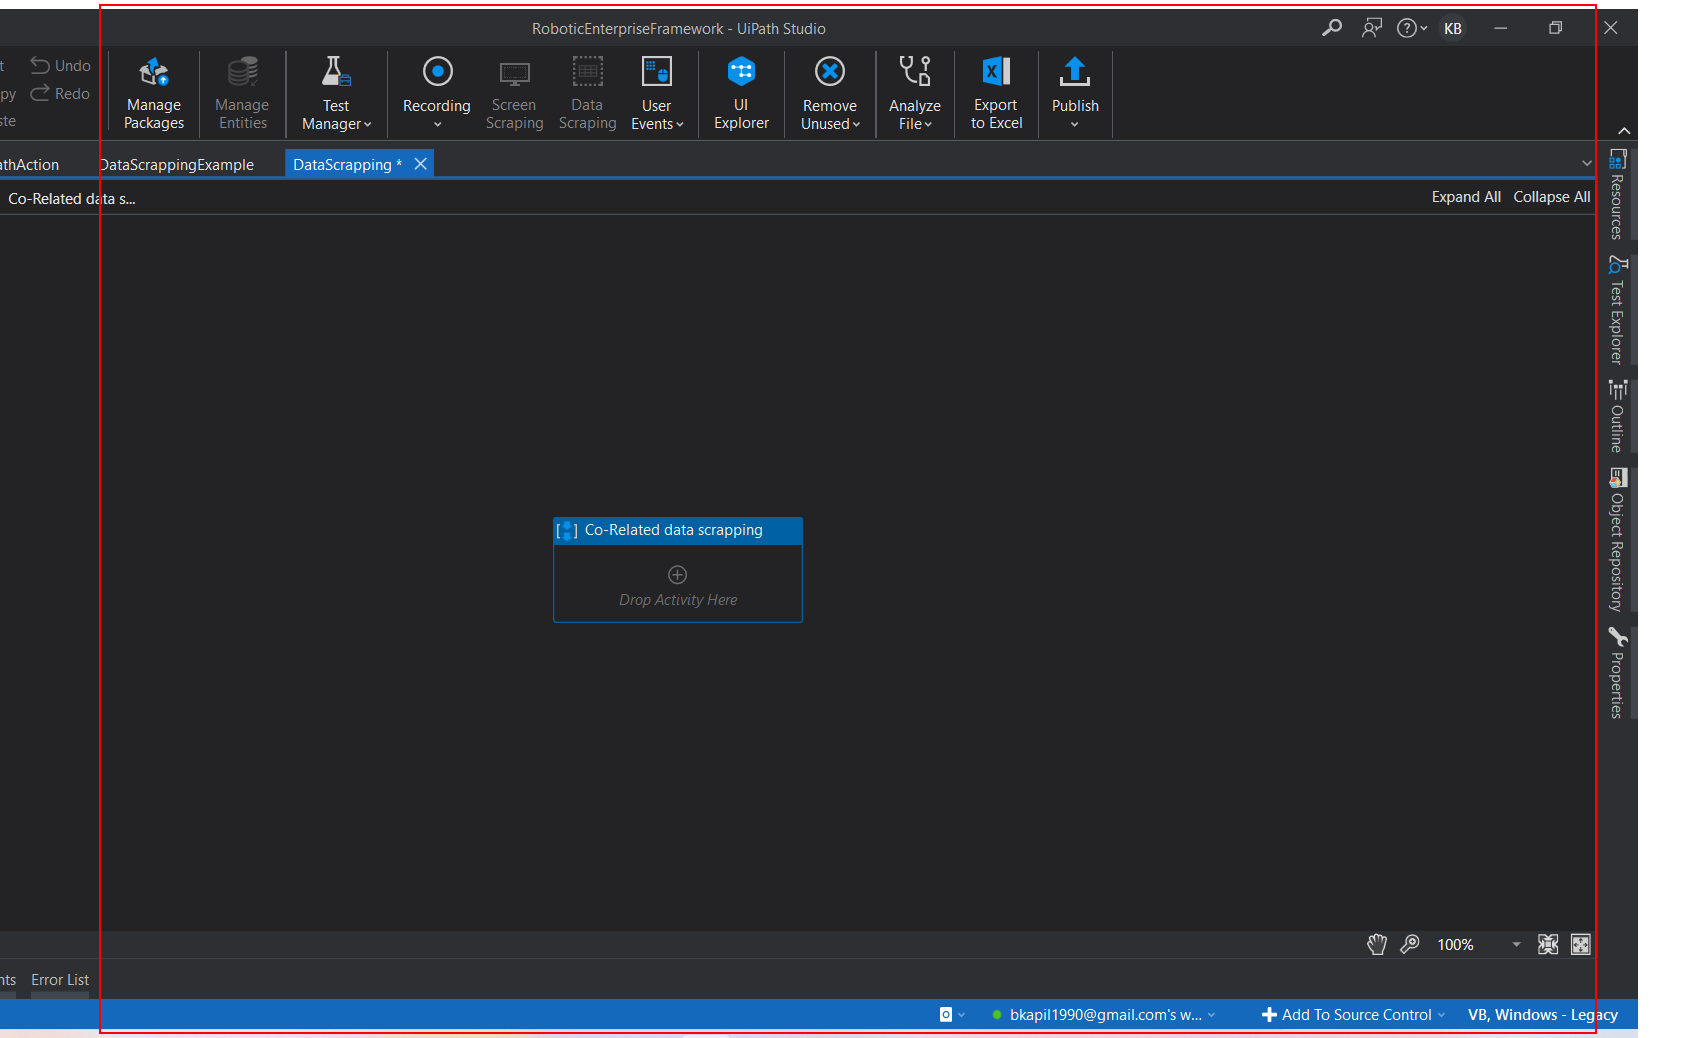 RoboticEnterpriseFramework - UiPath Studio
KB
t
Undo
py
Redo
ste
Manage Packages
Manage Entities
Test Manager
Recording
Screen Scraping
Data Scraping
User Events
UI Explorer
Remove Unused
Analyze File
Export to Excel
Publish
athAction
DataScrappingExample
DataScrapping *
Co-Related data s...
Expand All
Collapse All
Resources
Test Explorer
Outline
Object Repository
Properties
Co-Related data scrapping
Drop Activity Here
100%
nts
Error List
bkapil1990@gmail.com's w...
Add To Source Control
VB, Windows - Legacy